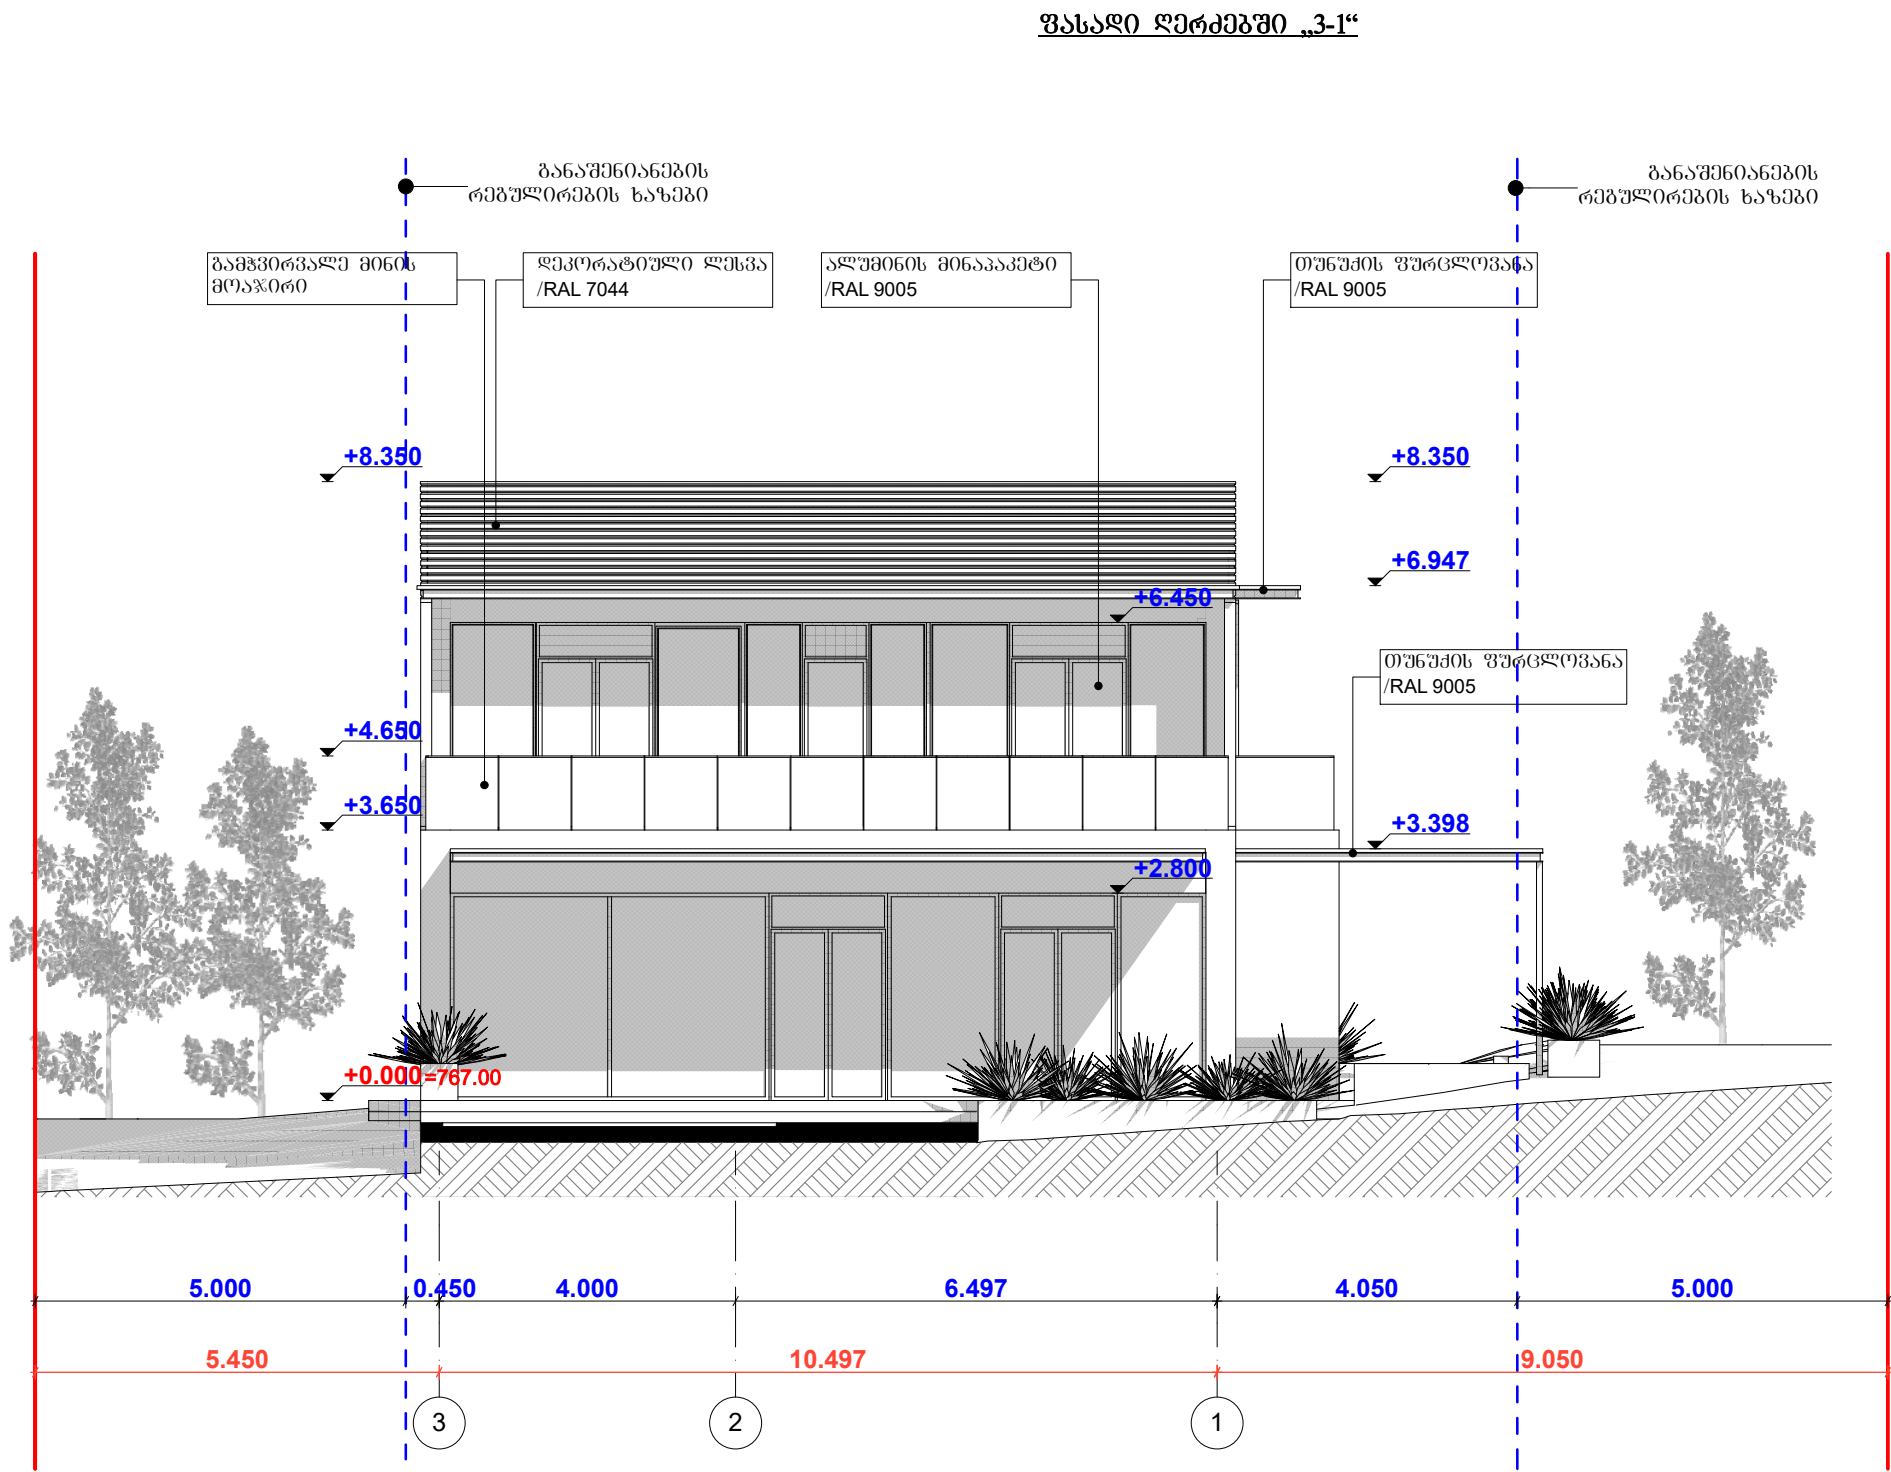 ფასადი ღერძებში „3-1“
განაშენიანების
რეგულირების ხაზები
განაშენიანების
რეგულირების ხაზები
გამჭვირვალე მინის
მოაჯირი
დეკორატიული ლესვა
/RAL 7044
ალუმინის მინაპაკეტი
/RAL 9005
თუნუქის ფურცლოვანა
/RAL 9005
+8.350
+8.350
+6.947
+6.450
თუნუქის ფურცლოვანა
/RAL 9005
+4.650
+3.650
+3.398
+2.800
+0.000=767.00
5.000
0.450
4.000
6.497
4.050
5.000
5.450
10.497
9.050
3
2
1